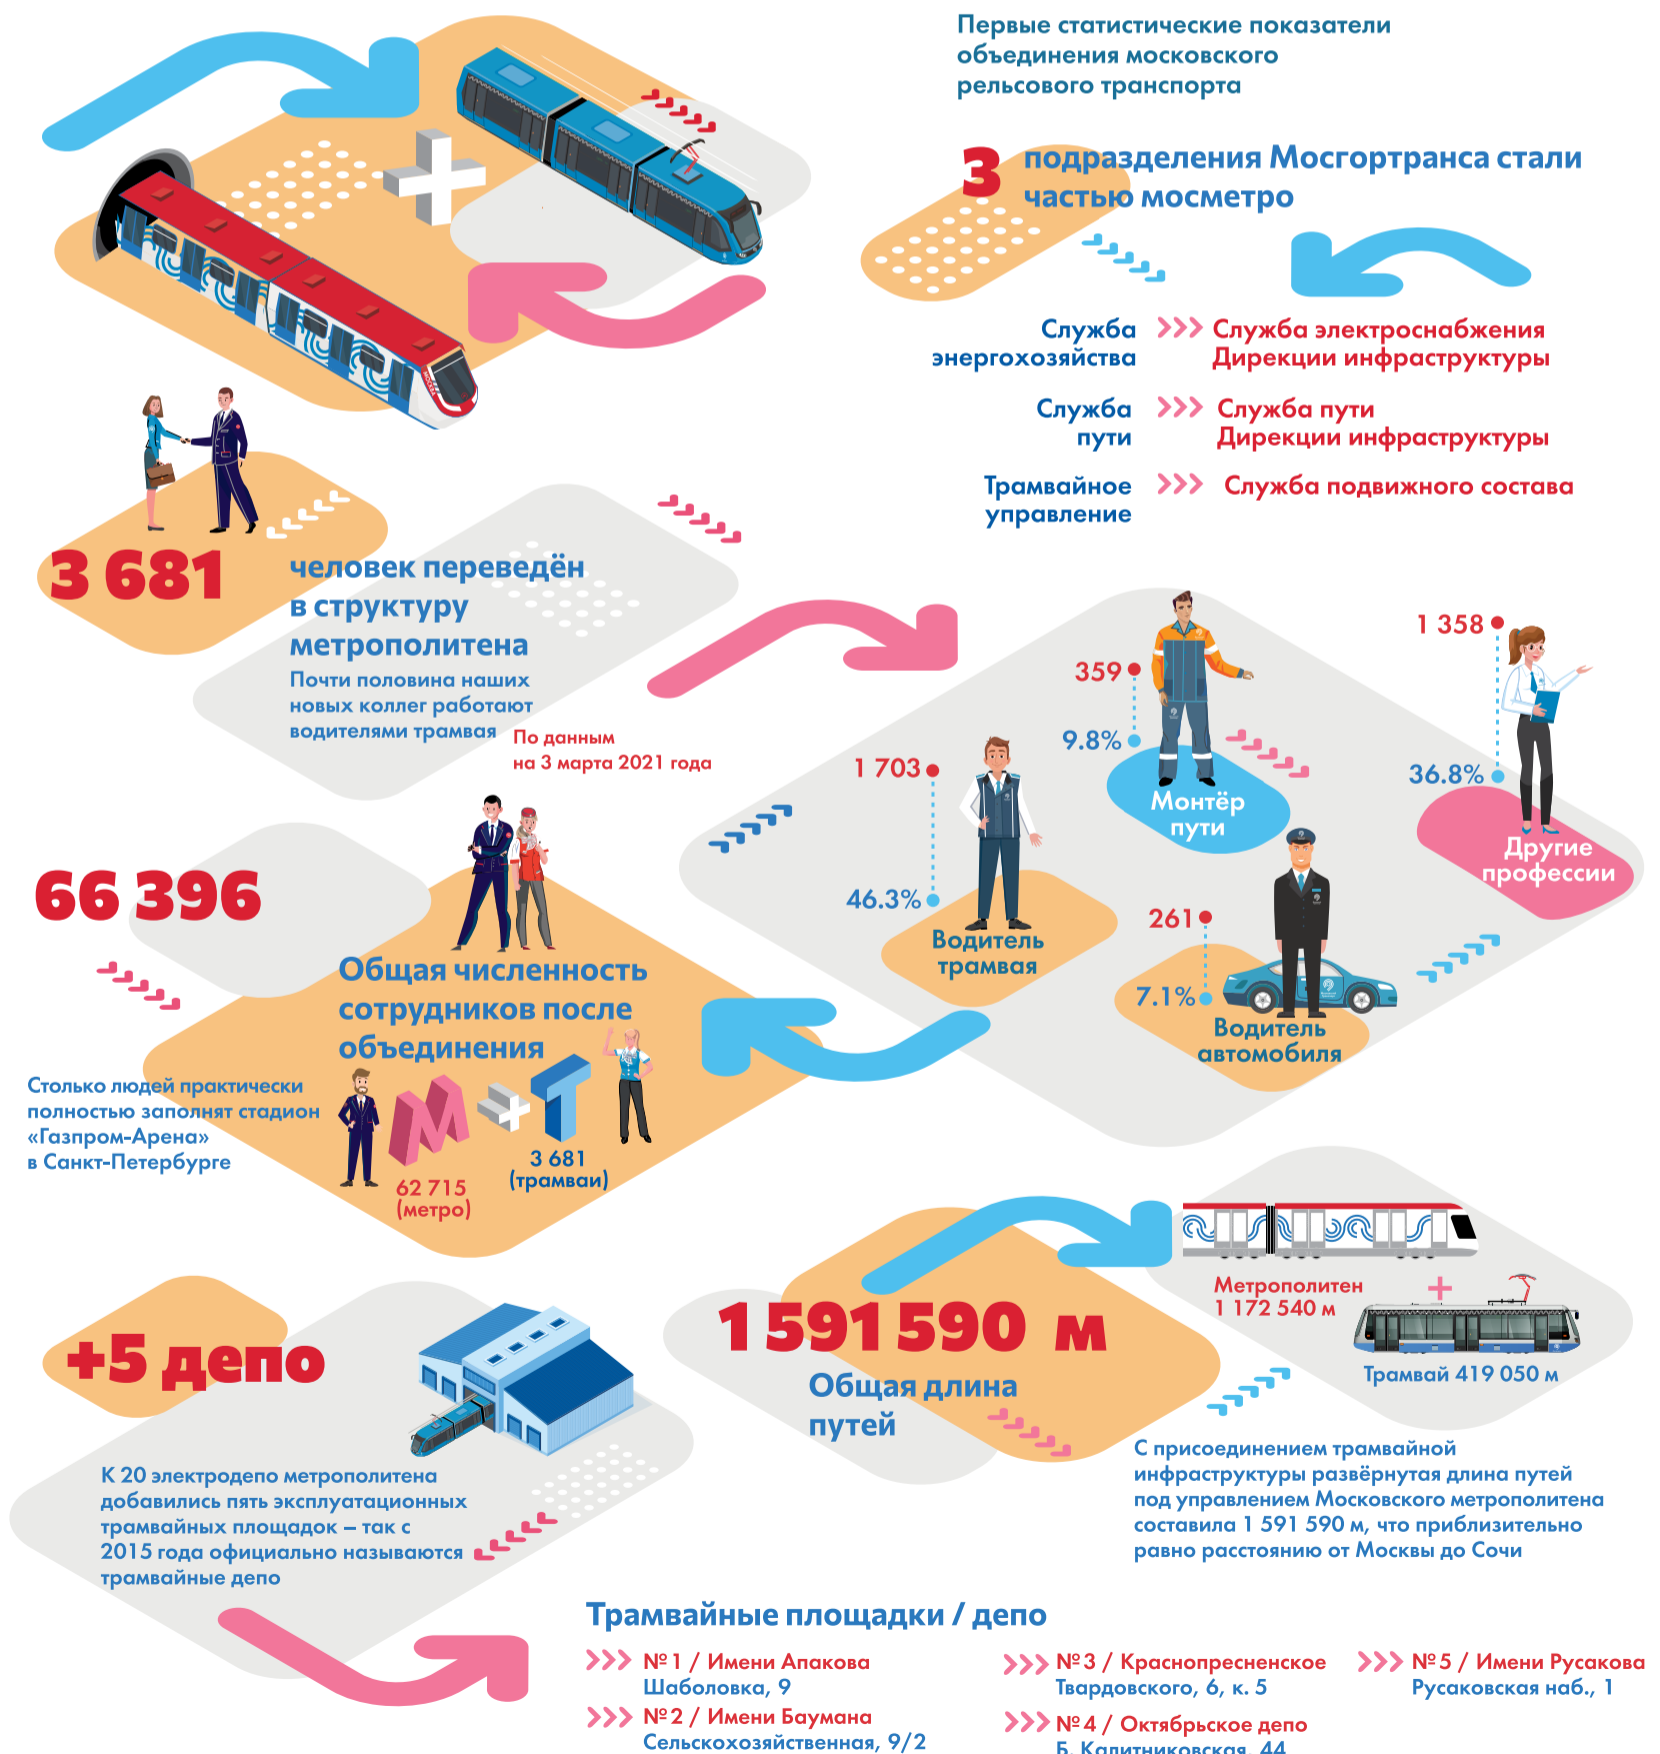 Первые статистические показатели
объединения московского
рельсового транспорта
3 подразделения Мосгортранса стали
частью мосметро
Служба
энергохозяйства
>>> Служба электроснабжения
Дирекции инфраструктуры
Служба
пути
>>> Служба пути
Дирекции инфраструктуры
Трамвайное
управление
>>> Служба подвижного состава
3 681
человек переведён
в структуру
метрополитена
Почти половина наших
новых коллег работают
водителями трамвая
По данным
на 3 марта 2021 года
1 703
46.3%
Водитель
трамвая
359
9.8%
Монтёр
пути
261
7.1%
Водитель
автомобиля
1 358
36.8%
Другие
профессии
66 396
Общая численность
сотрудников после
объединения
Столько людей практически
полностью заполнят стадион
«Газпром-Арена»
в Санкт-Петербурге
М + Т
62 715
(метро)
3 681
(трамваи)
+5 депо
К 20 электродепо метрополитена
добавились пять эксплуатационных
трамвайных площадок – так с
2015 года официально называются
трамвайные депо
1 591 590 м
Общая длина
путей
Метрополитен
1 172 540 м
+
Трамвай 419 050 м
С присоединением трамвайной
инфраструктуры развёрнутая длина путей
под управлением Московского метрополитена
составила 1 591 590 м, что приблизительно
равно расстоянию от Москвы до Сочи
Трамвайные площадки / депо
>>> №1 / Имени Апакова
Шаболовка, 9
>>> №2 / Имени Баумана
Сельскохозяйственная, 9/2
>>> №3 / Краснопресненское
Твардовского, 6, к. 5
>>> №4 / Октябрьское депо
Б. Калитниковская, 44
>>> №5 / Имени Русакова
Русаковская наб., 1